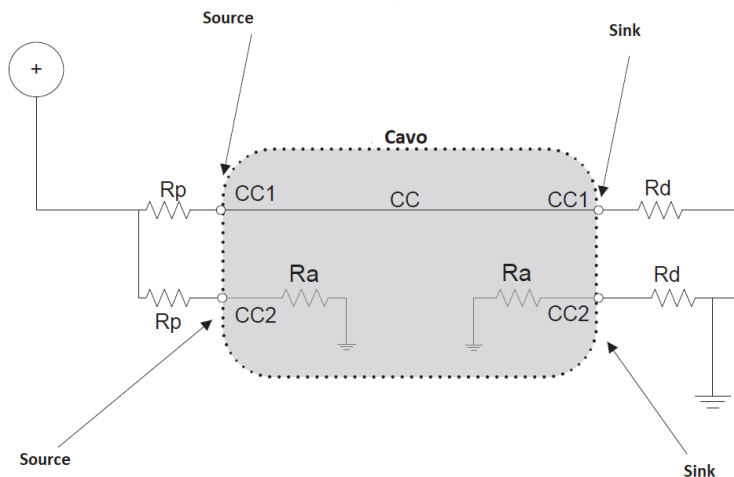 Source
Sink
+
Cavo
Rp
CC1
CC
CC1
Rd
Ra
Ra
Rd
Rp
CC2
CC2
Source
Sink